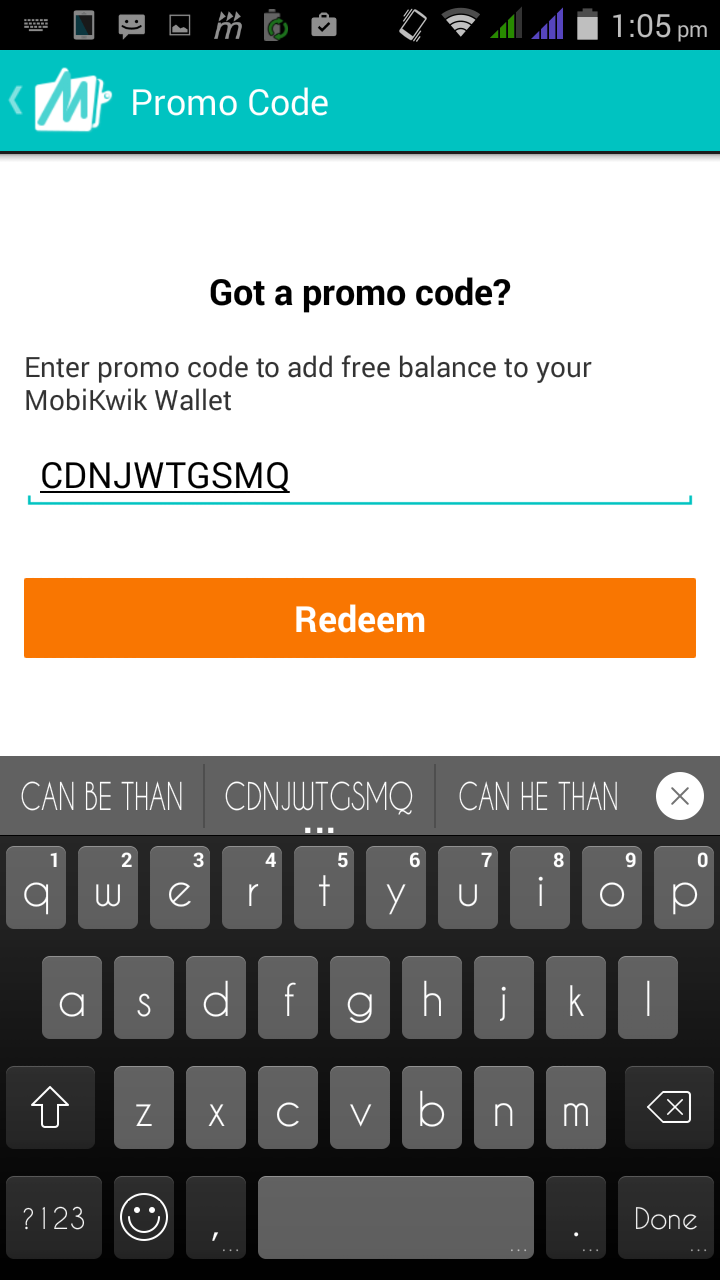 1:05 pm
Promo Code
Got a promo code?
Enter promo code to add free balance to your
MobiKwik Wallet
CDNJWTGSMQ
Redeem
CAN BE THAN CDNJWTGSMQ CAN HE THAN
1 2 3 4 5 6 7 8 9 0
q w e r t y u i o p
a s d f g h j k l
z x c v b n m
?123 , . Done